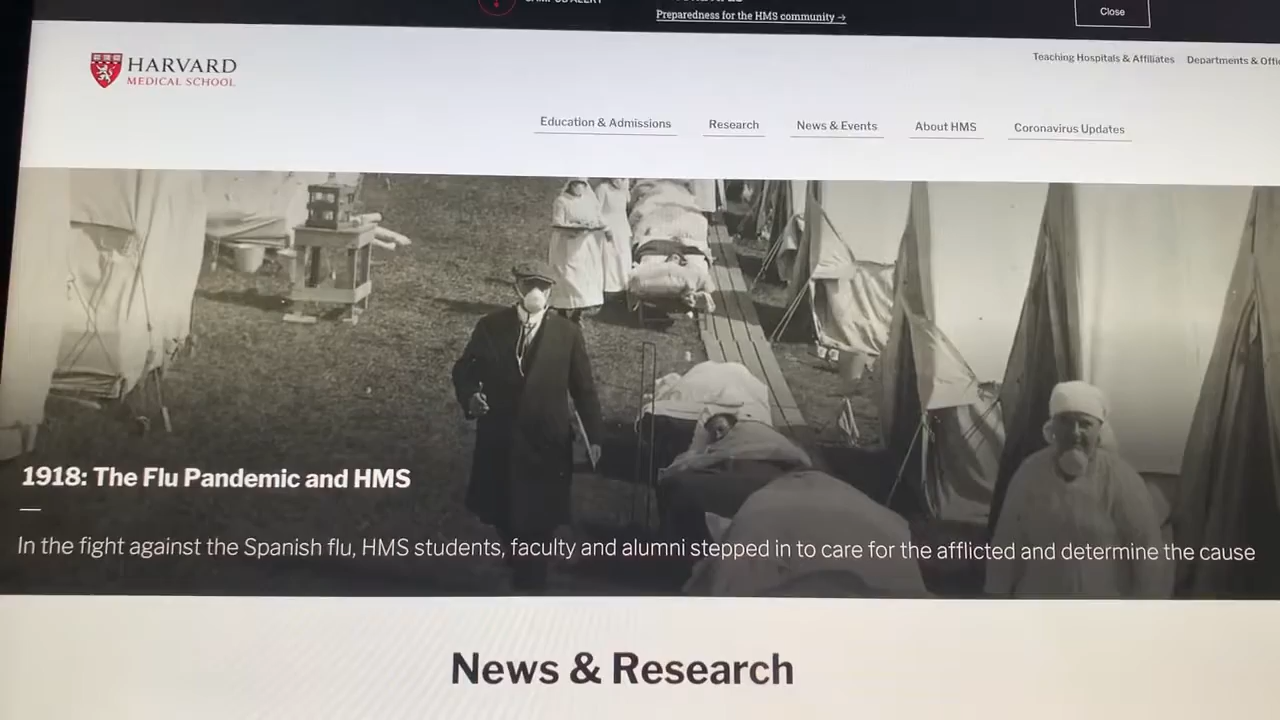 Preparedness for the HMS community →
Close
HARVARD
MEDICAL SCHOOL
Teaching Hospitals & Affiliates
Education & Admissions
Research
News & Events
About HMS
Coronavirus Updates
1918: The Flu Pandemic and HMS
In the fight against the Spanish flu, HMS students, faculty and alumni stepped in to care for the afflicted and determine the cause
News & Research